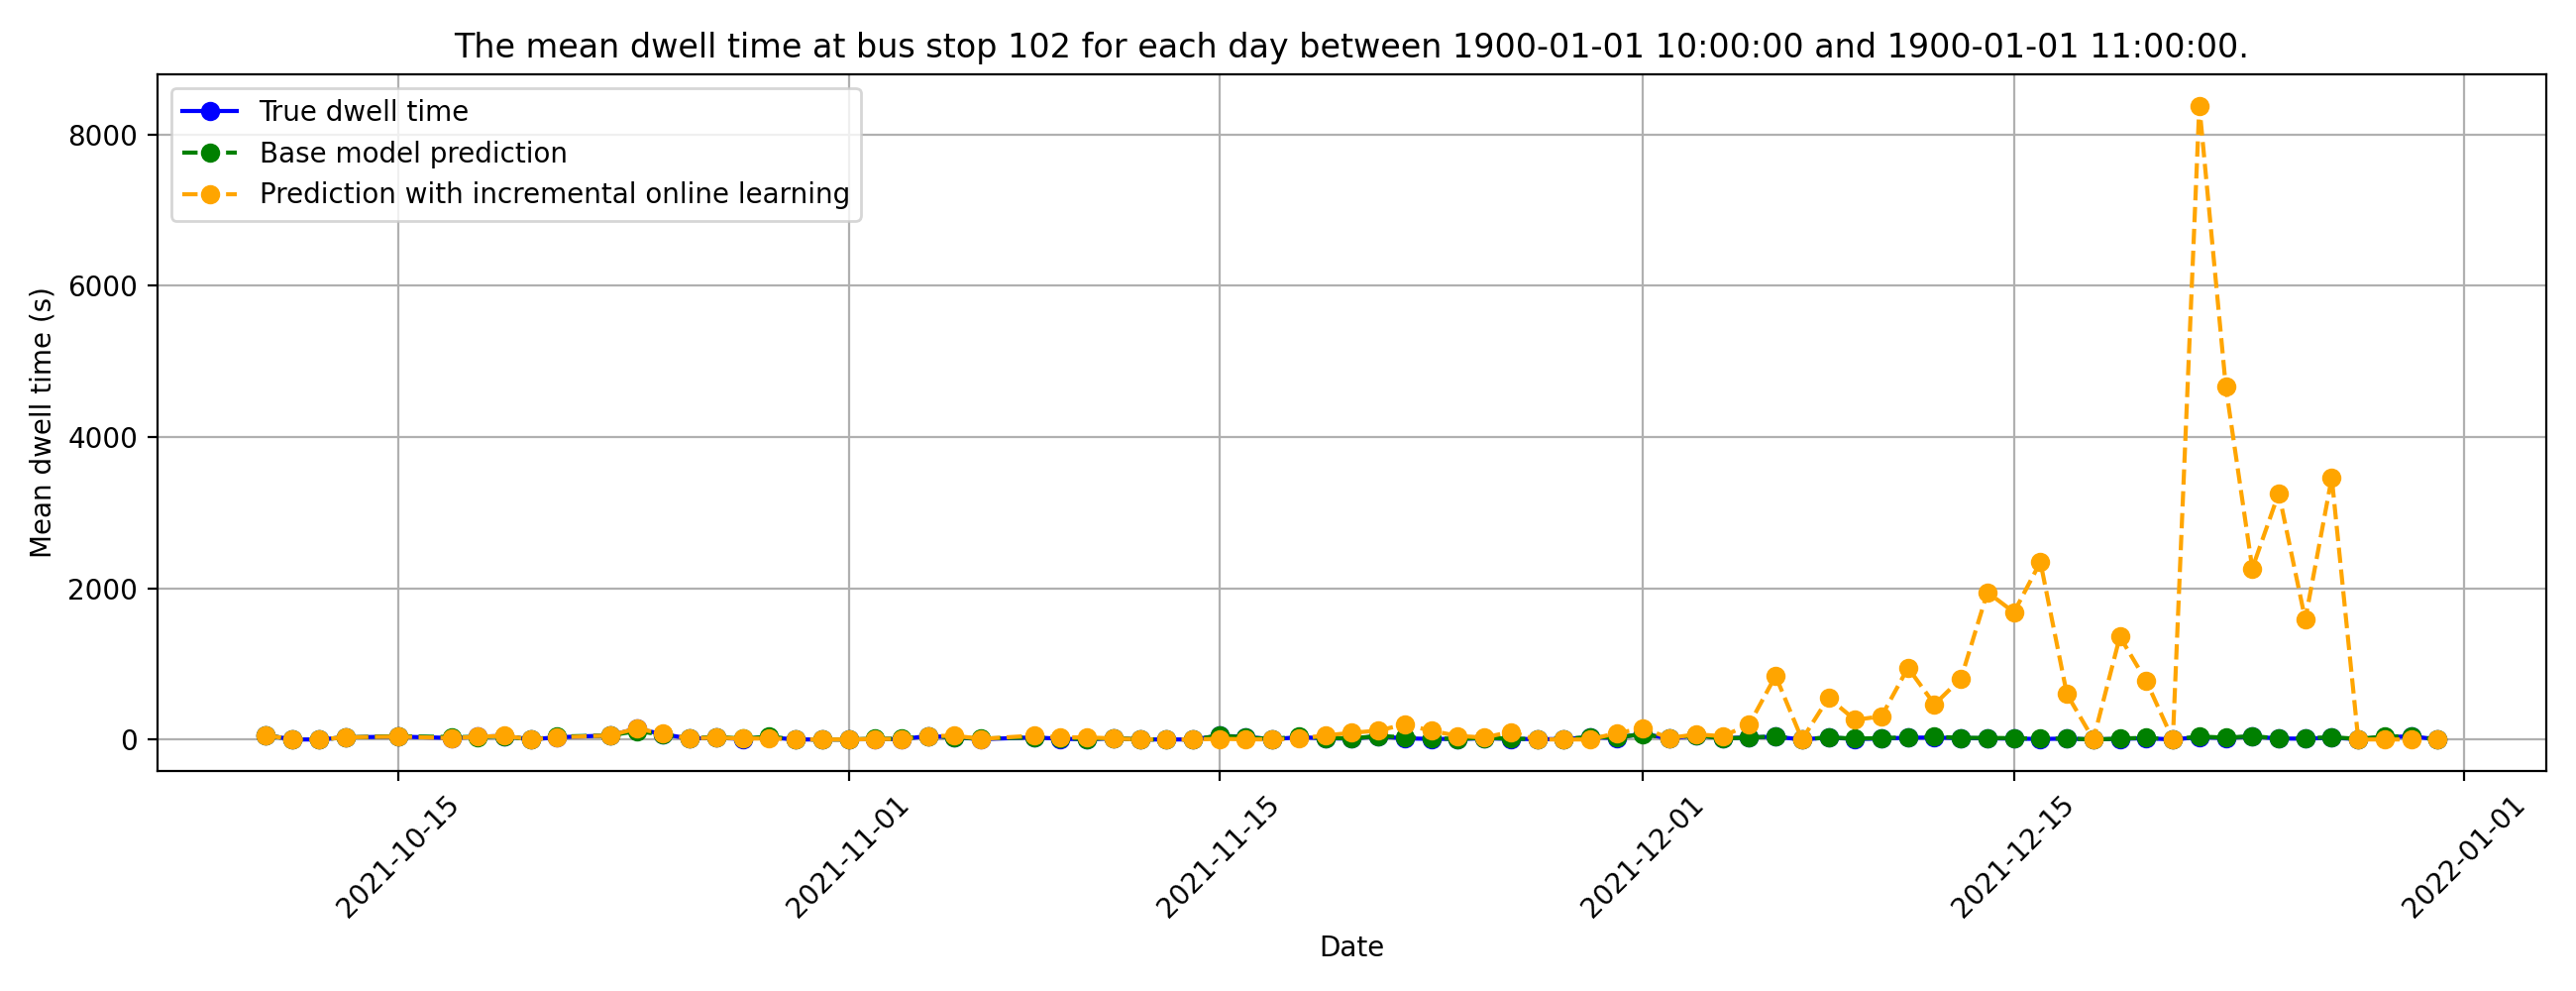 The mean dwell time at bus stop 102 for each day between 1900-01-01 10:00:00 and 1900-01-01 11:00:00.
True dwell time
Base model prediction
Prediction with incremental online learning
Mean dwell time (s)
8000
6000
4000
2000
0
2021-10-15
2021-11-01
2021-11-15
2021-12-01
2021-12-15
2022-01-01
Date